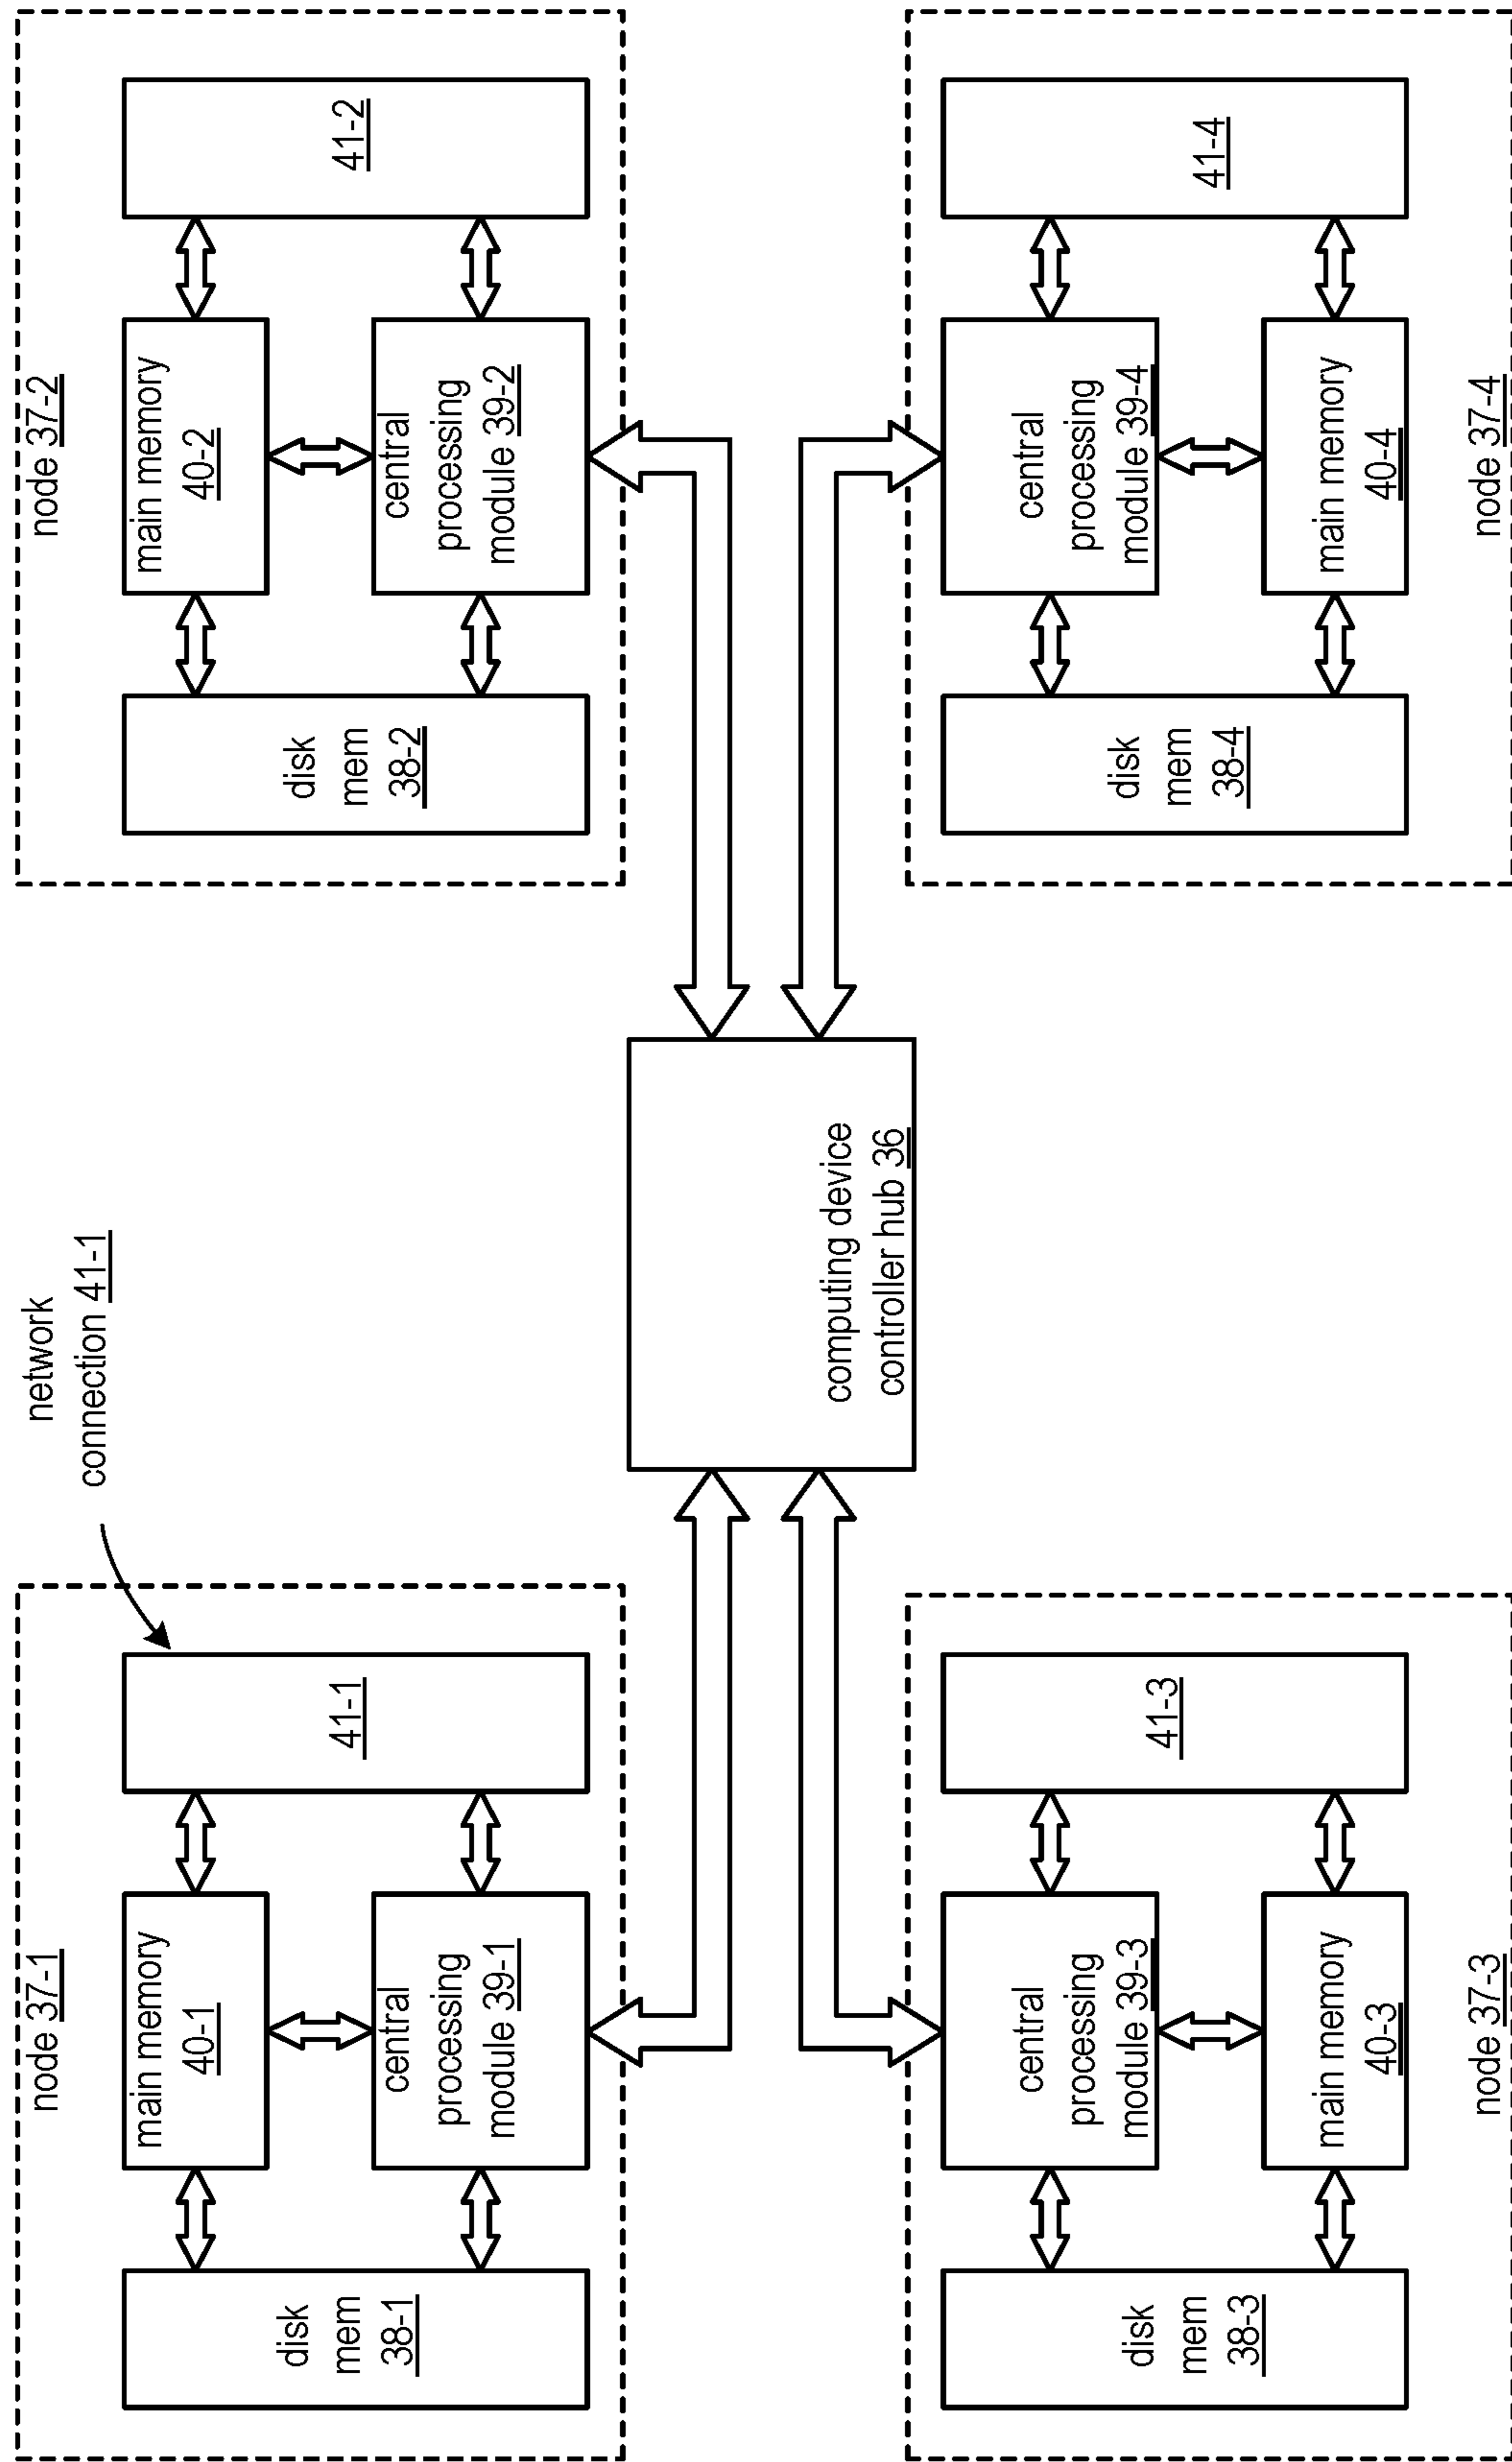 node 37-1
main memory
40-1
disk
mem
38-1
central
processing
module 39-1
41-1
network
connection 41-1
node 37-2
main memory
40-2
disk
mem
38-2
central
processing
module 39-2
41-2
computing device
controller hub 36
disk
mem
38-3
central
processing
module 39-3
main memory
40-3
41-3
node 37-3
disk
mem
38-4
central
processing
module 39-4
main memory
40-4
41-4
node 37-4